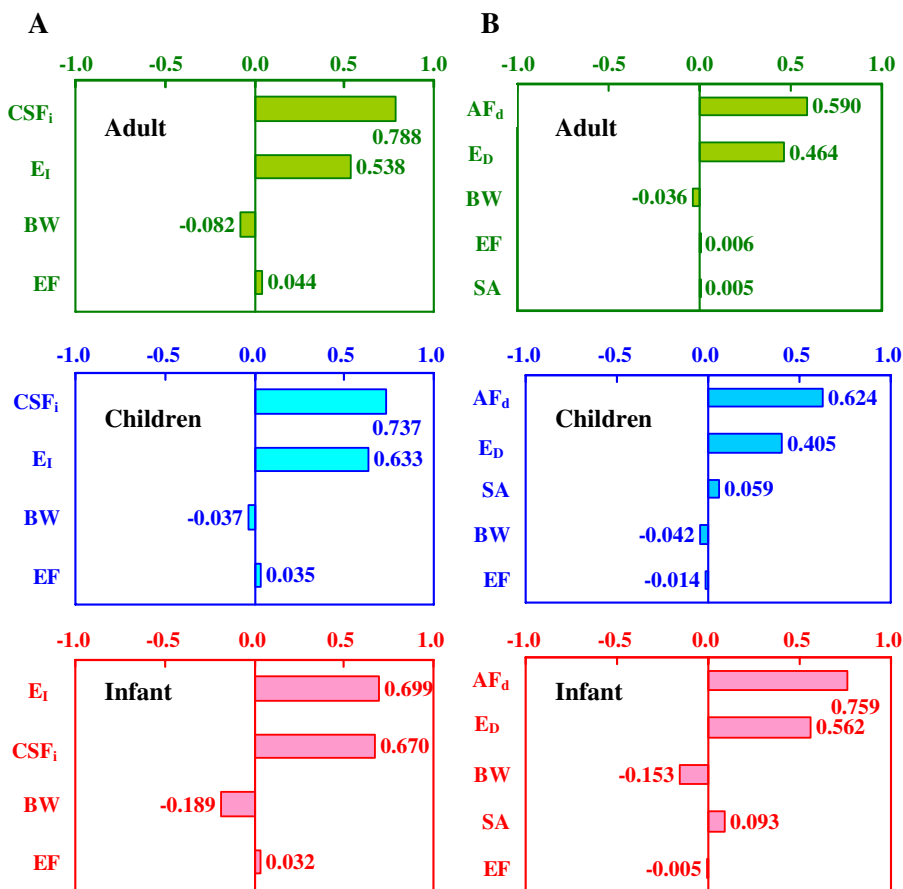 A
-1.0 -0.5 0.0 0.5 1.0
Adult
CSFi 0.788
EI 0.538
BW -0.082
EF 0.044
-1.0 -0.5 0.0 0.5 1.0
Children
CSFi 0.737
EI 0.633
BW -0.037
EF 0.035
-1.0 -0.5 0.0 0.5 1.0
Infant
EI 0.699
CSFi 0.670
BW -0.189
EF 0.032
B
-1.0 -0.5 0.0 0.5 1.0
Adult
AFd 0.590
ED 0.464
BW -0.036
EF 0.006
SA 0.005
-1.0 -0.5 0.0 0.5 1.0
Children
AFd 0.624
ED 0.405
SA 0.059
BW -0.042
EF -0.014
-1.0 -0.5 0.0 0.5 1.0
Infant
AFd 0.759
ED 0.562
BW -0.153
SA 0.093
EF -0.005